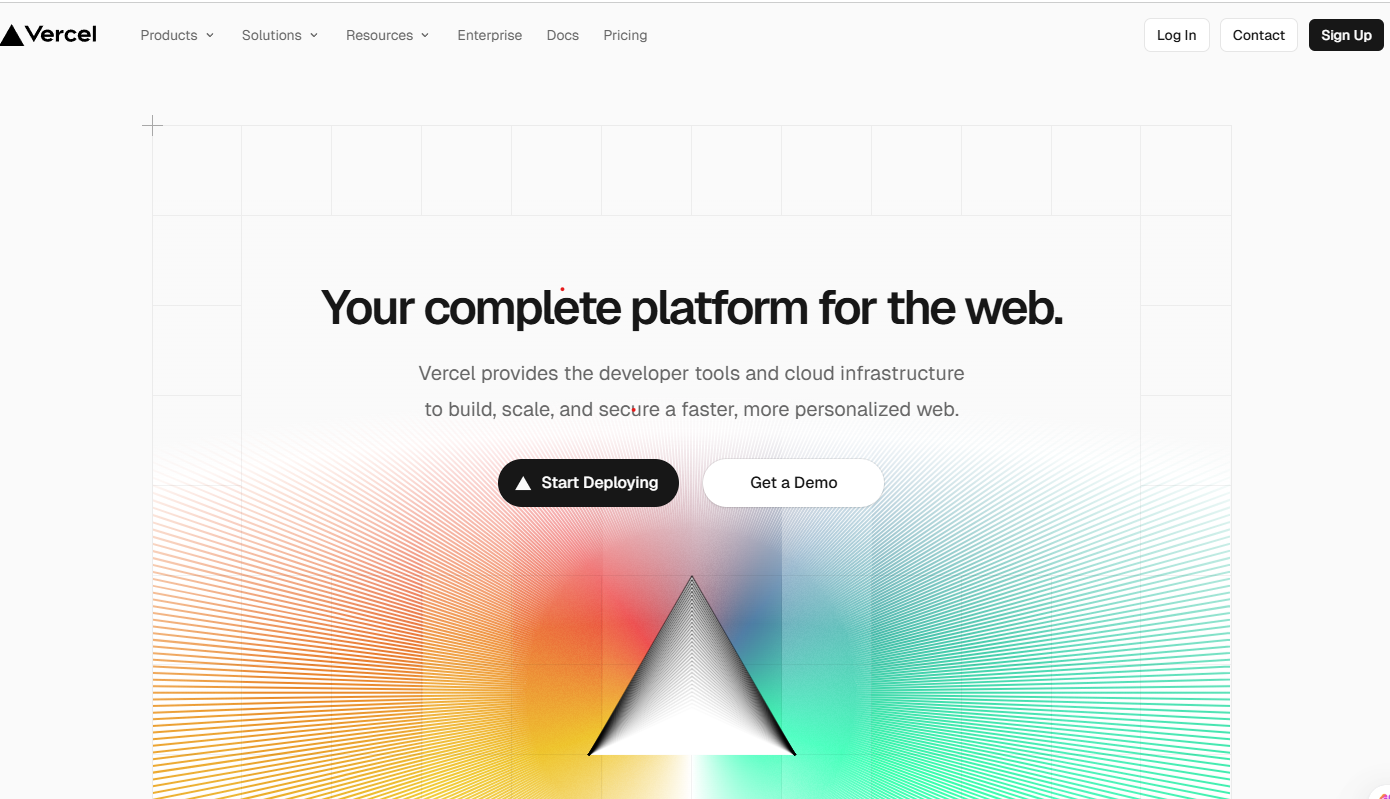 Vercel
Products
Solutions
Resources
Enterprise
Docs
Pricing
Log In
Contact
Sign Up
Your complete platform for the web.
Vercel provides the developer tools and cloud infrastructure
to build, scale, and secure a faster, more personalized web.
Start Deploying
Get a Demo